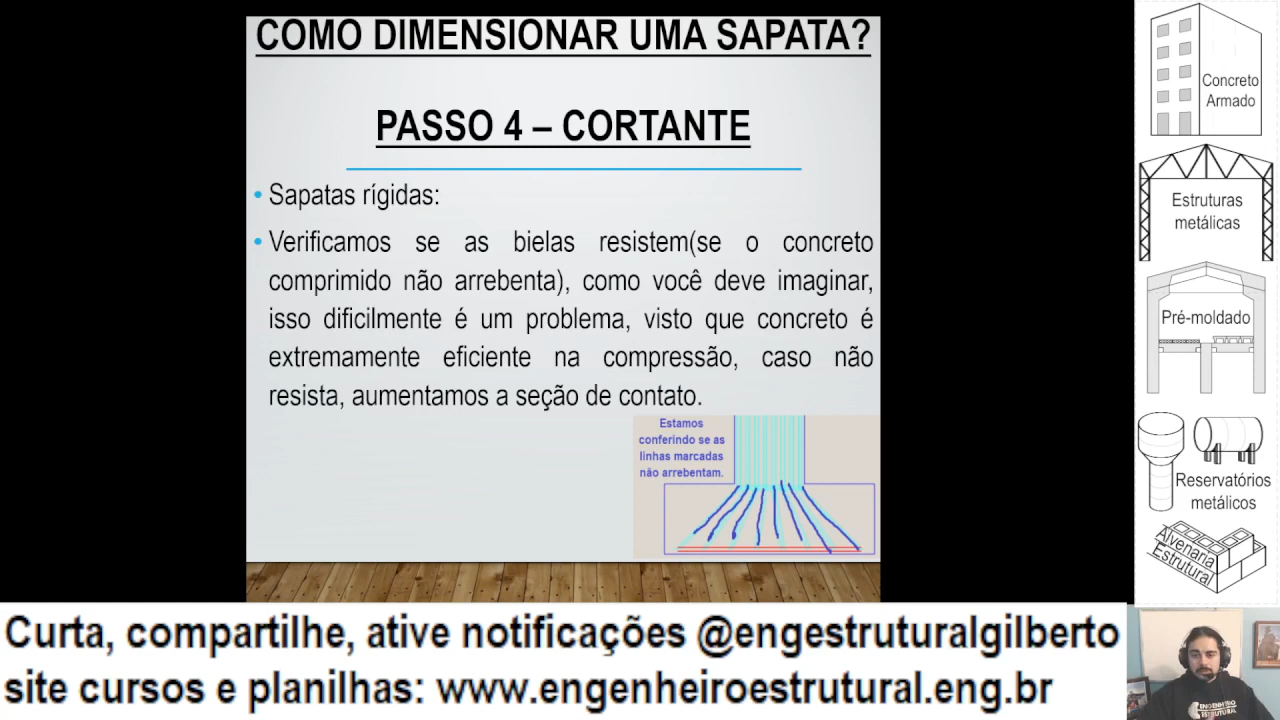 COMO DIMENSIONAR UMA SAPATA?
PASSO 4 – CORTANTE
• Sapatas rígidas:
• Verificamos se as bielas resistem(se o concreto
comprimido não arrebenta), como você deve imaginar,
isso dificilmente é um problema, visto que concreto é
extremamente eficiente na compressão, caso não
resista, aumentamos a seção de contato.
Estamos
conferindo se as
linhas marcadas
não arrebentam.
Concreto
Armado
Estruturas
metálicas
Pré-moldado
Reservatórios
metálicos
Alvenaria
Estrutural
Curta, compartilhe, ative notificações @engestruturalgilberto
site cursos e planilhas: www.engenheiroestrutural.eng.br
ENGENHEIRO
ESTRUTURAL